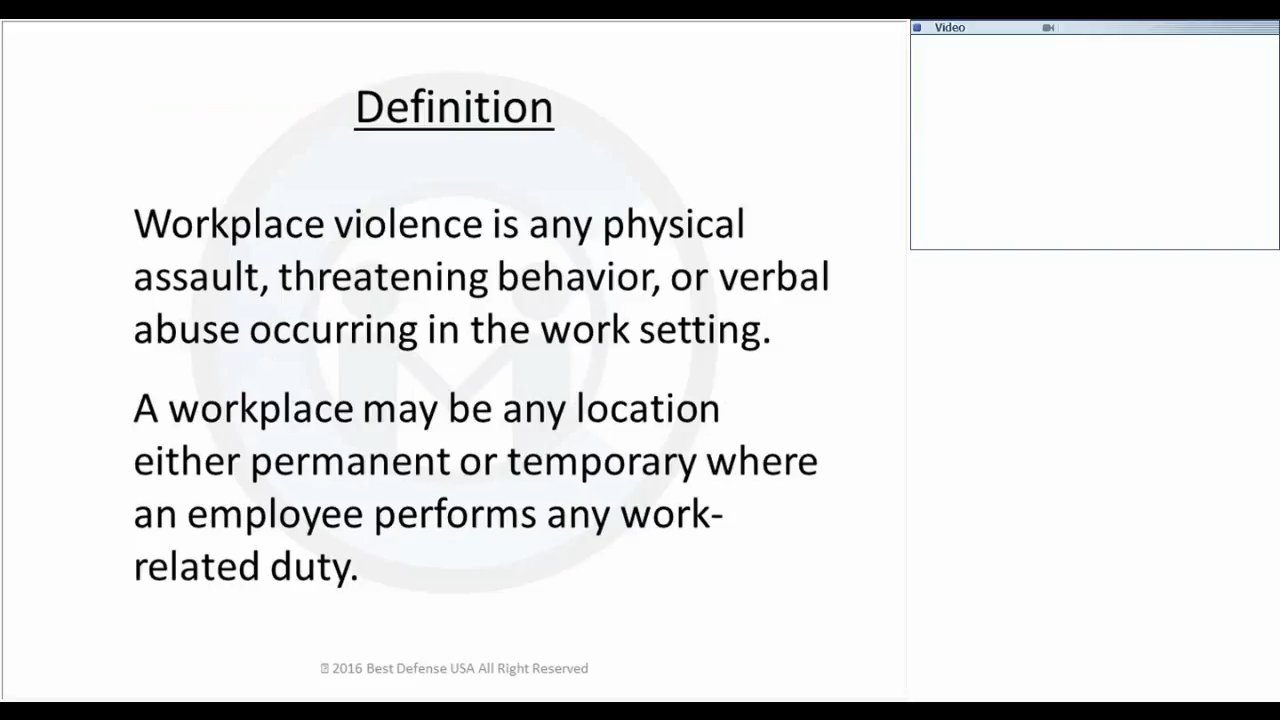 Video
Definition
Workplace violence is any physical
assault, threatening behavior, or verbal
abuse occurring in the work setting.
A workplace may be any location
either permanent or temporary where
an employee performs any work-
related duty.
2016 Best Defense USA All Right Reserved